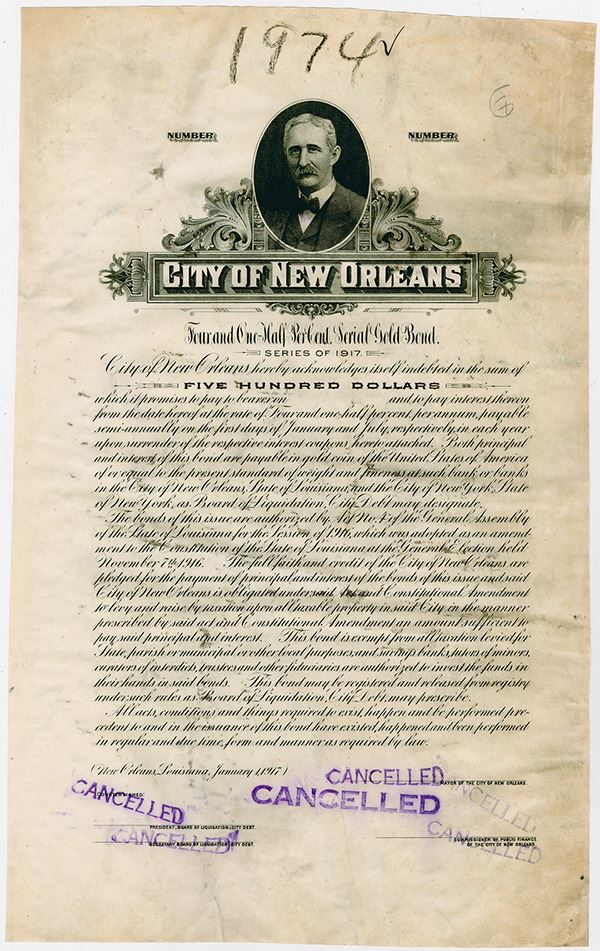 1974 ✓
NUMBER NUMBER
CITY OF NEW ORLEANS
Four and One-Half Per Cent. Serial Gold Bond.
SERIES OF 1917.
City of New Orleans hereby acknowledges itself indebted in the sum of
FIVE HUNDRED DOLLARS
which it promises to pay to bearer in and to pay interest thereon
from the date hereof at the rate of Four and one-half per cent. per annum, payable
semi-annually on the first days of January and July, respectively, in each year
upon surrender of the respective interest coupons hereto attached. Both principal
and interest of this bond are payable in gold coin of the United States of America
of or equal to the present standard of weight and fineness at such bank or banks
in the City of New Orleans, State of Louisiana, and the City of New York, State
of New York, as Board of Liquidation, City Debt may designate.
The bonds of this issue are authorized by Act No. 4 of the General Assembly
of the State of Louisiana for the Session of 1916, which was adopted as an amend-
ment to the Constitution of the State of Louisiana at the General Election held
November 7th, 1916. The full faith and credit of the City of New Orleans are
pledged for the payment of principal and interest of the bonds of this issue and said
City of New Orleans is obligated under said Act and Constitutional Amendment
to levy and raise by taxation upon all taxable property in said City, in the manner
prescribed by said act and Constitutional Amendment an amount sufficient to
pay said principal and interest. This bond is exempt from all taxation levied for
State, parish or municipal or other local purposes; and savings banks, tutors of minors,
curators of interdicts, trustees and other fiduciaries are authorized to invest the funds in
their hands in said bonds. This bond may be registered and released from registry
under such rules as Board of Liquidation, City Debt, may prescribe.
All acts, conditions and things required to exist, happen and be performed pre-
cedent to and in the issuance of this bond have existed, happened and been performed
in regular and due time, form and manner as required by law.
(New Orleans, Louisiana, January 1, 1917)
CANCELLED
MAYOR OF THE CITY OF NEW ORLEANS.
COUNTERSIGNED:
CANCELLED
CANCELLED
CANCELLED
PRESIDENT, BOARD OF LIQUIDATION, CITY DEBT.
CANCELLED
CANCELLED
COMMISSIONER OF PUBLIC FINANCE
OF THE CITY OF NEW ORLEANS.
SECRETARY, BOARD OF LIQUIDATION, CITY DEBT.